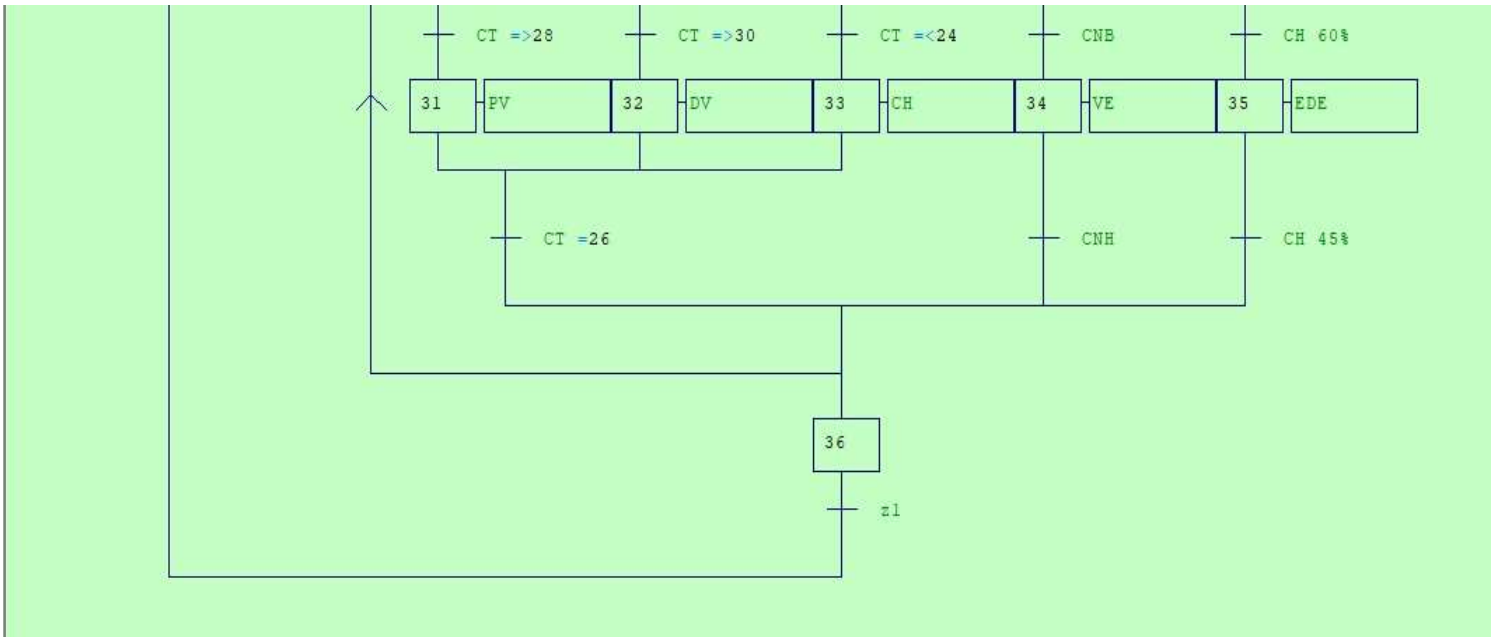 CT =>28 CT =>30 CT =<24 CNB CH 60%
31 PV 32 DV 33 CH 34 VE 35 EDE
CT =26 CNH CH 45%
36
z1